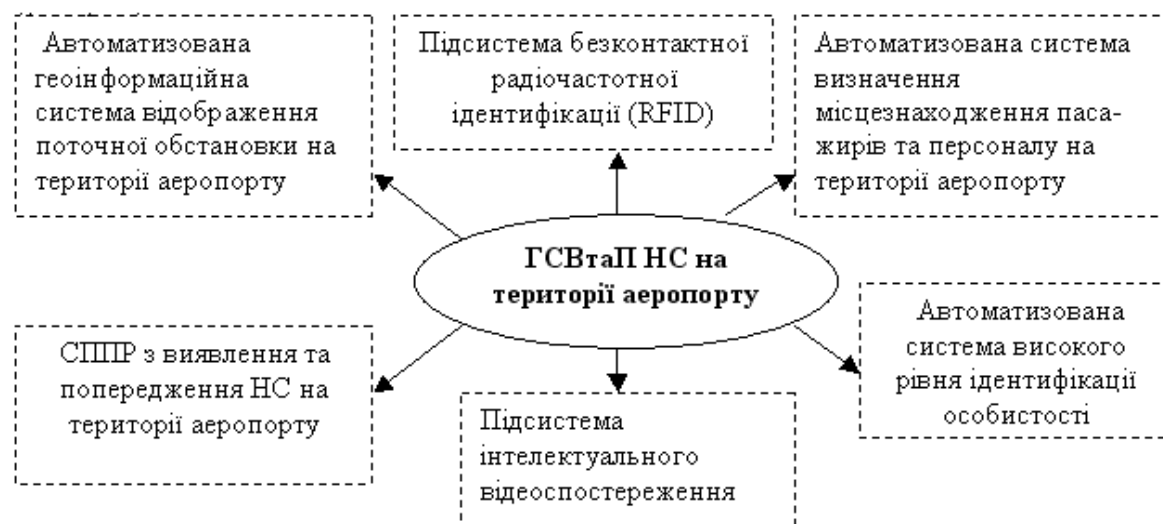 Автоматизована
геоінформаційна
система відображення
поточної обстановки на
території аеропорту
Підсистема безконтактної
радіочастотної
ідентифікації (RFID)
Автоматизована система
визначення
місцезнаходження паса-
жирів та персоналу на
території аеропорту
ГСВтаП НС на
території аеропорту
СППР з виявлення та
попередження НС на
території аеропорту
Підсистема
інтелектуального
відеоспостереження
Автоматизована
система високого
рівня ідентифікації
особистості